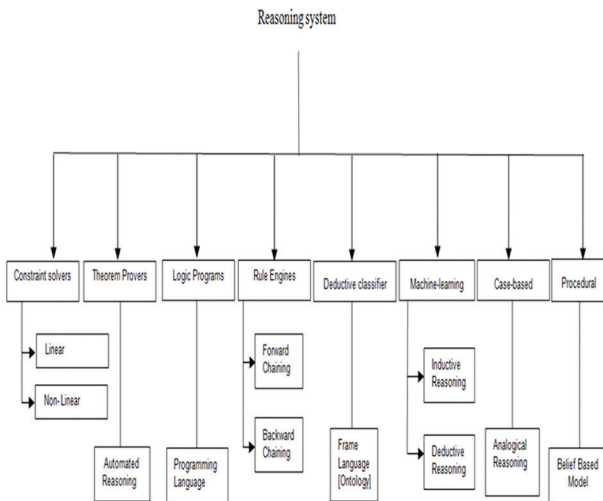 Reasoning system
Constraint solvers
Theorem Provers
Logic Programs
Rule Engines
Deductive classifier
Machine-learning
Case-based
Procedural
Linear
Non- Linear
Forward
Chaining
Backward
Chaining
Inductive
Reasoning
Deductive
Reasoning
Automated
Reasoning
Programming
Language
Frame
Language
[Ontology]
Analogical
Reasoning
Belief Based
Model